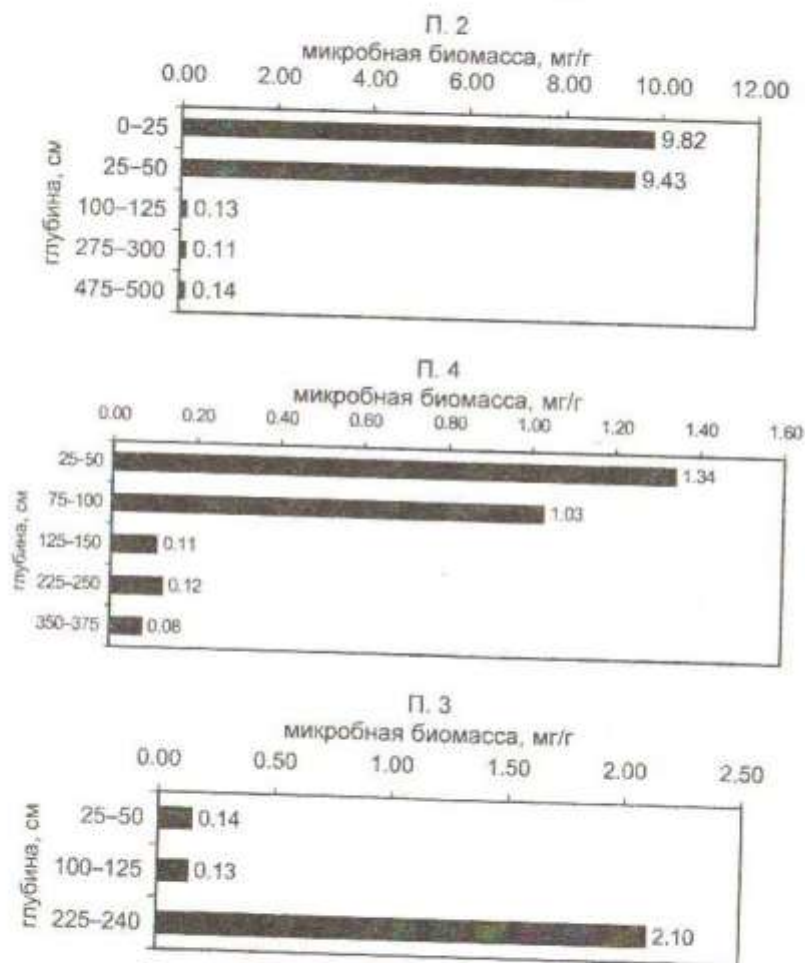 П. 2
микробная биомасса, мг/г
0.00 2.00 4.00 6.00 8.00 10.00 12.00
глубина, см
0–25 9.82
25–50 9.43
100–125 0.13
275–300 0.11
475–500 0.14
П. 4
микробная биомасса, мг/г
0.00 0.20 0.40 0.60 0.80 1.00 1.20 1.40 1.60
глубина, см
25-50 1.34
75-100 1.03
125–150 0.11
225–250 0.12
350–375 0.08
П. 3
микробная биомасса, мг/г
0.00 0.50 1.00 1.50 2.00 2.50
глубина, см
25–50 0.14
100–125 0.13
225–240 2.10